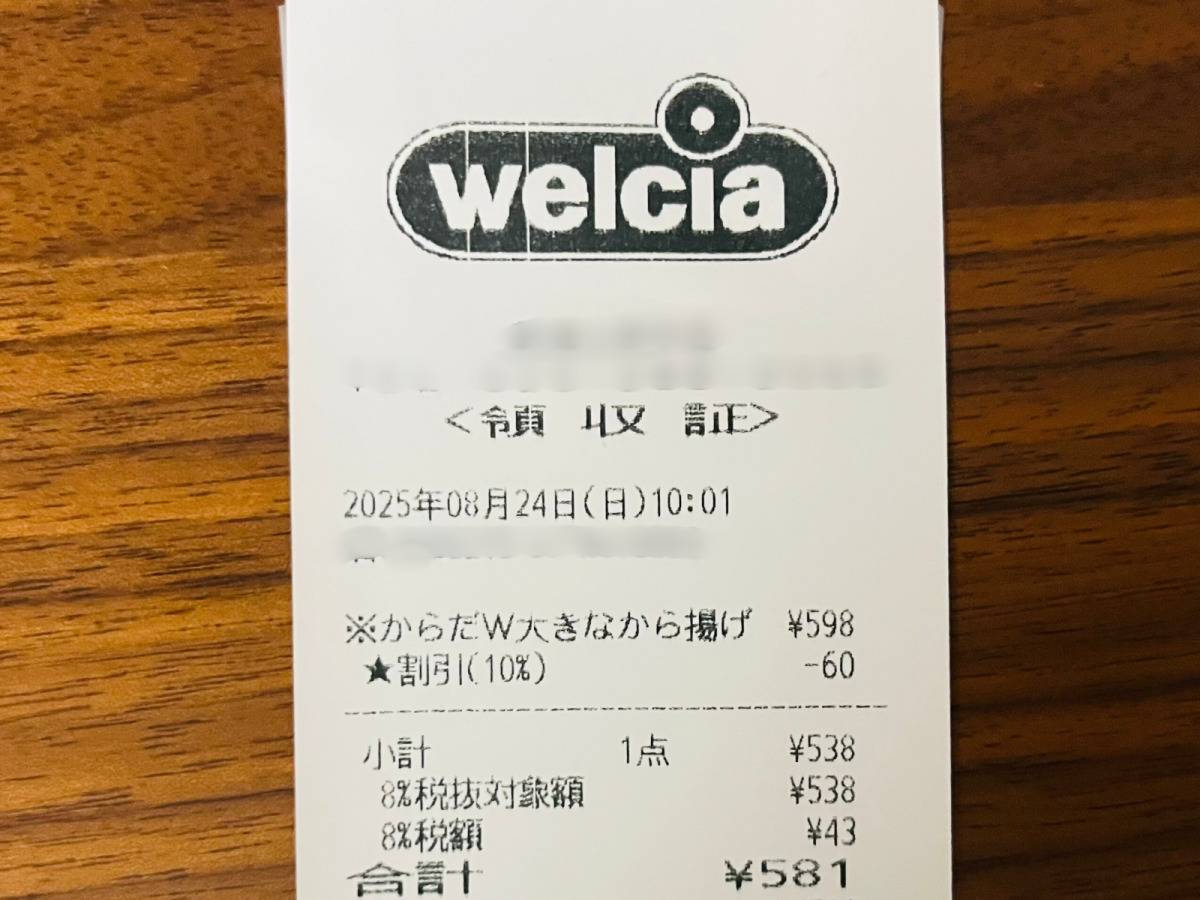 welcia
<領収証>
2025年08月24日(日)10:01
※からだW大きなから揚げ ¥598
★割引(10%) -60
小計 1点 ¥538
8%税抜対象額 ¥538
8%税額 ¥43
合計 ¥581